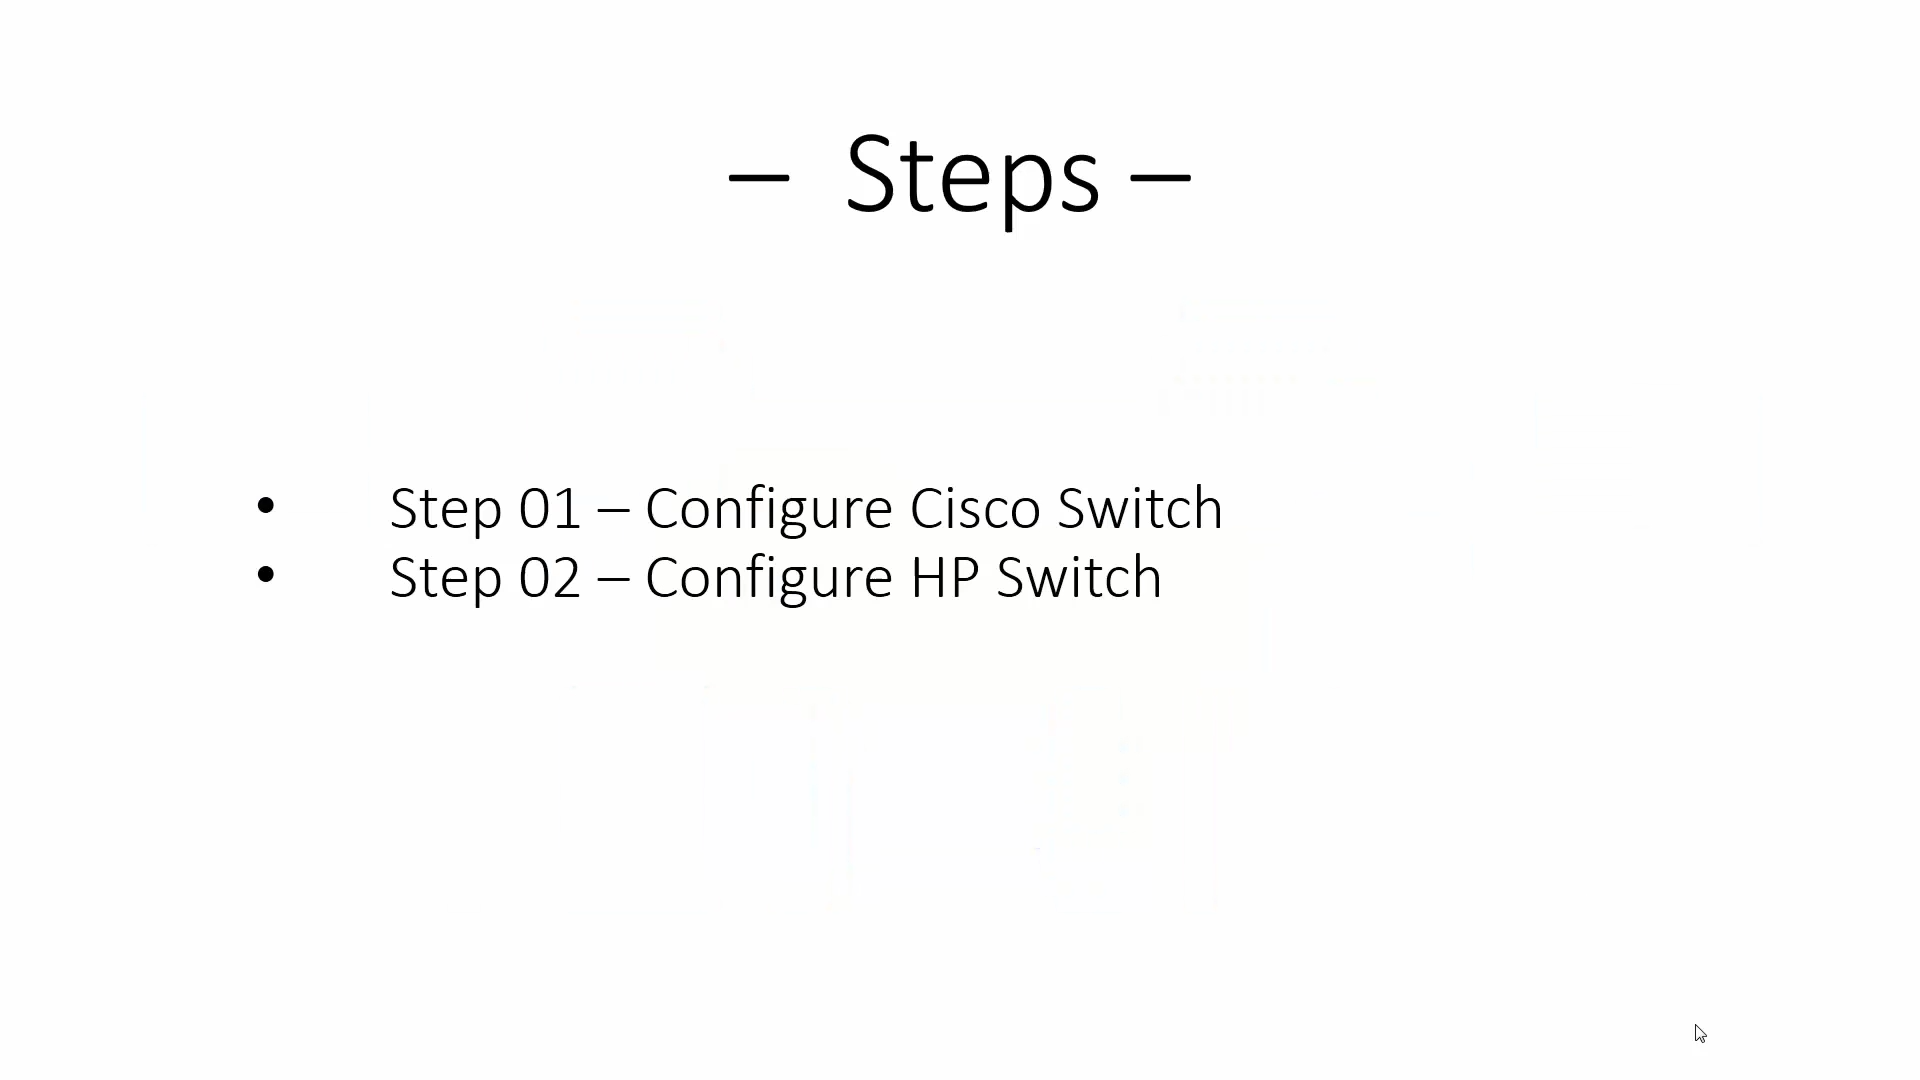 – Steps –
• Step 01 – Configure Cisco Switch
• Step 02 – Configure HP Switch